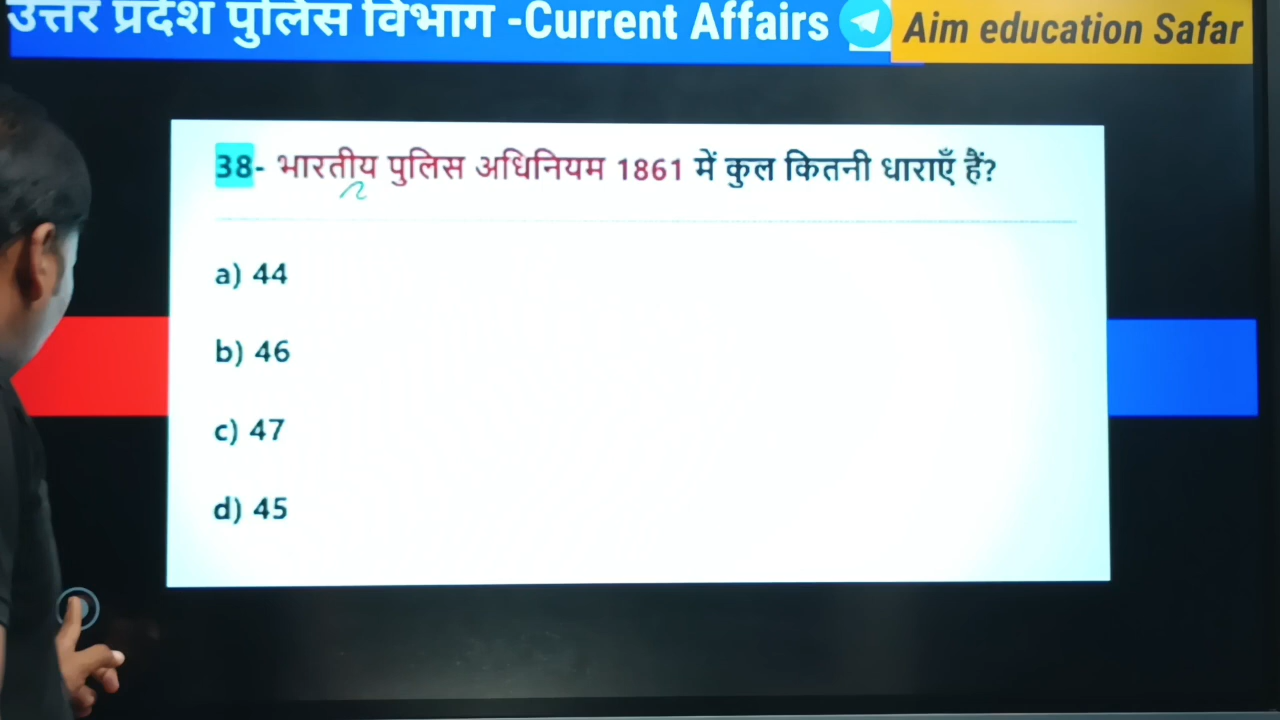 उत्तर प्रदेश पुलिस विभाग -Current Affairs
Aim education Safar
38- भारतीय पुलिस अधिनियम 1861 में कुल कितनी धाराएँ हैं?
a) 44
b) 46
c) 47
d) 45